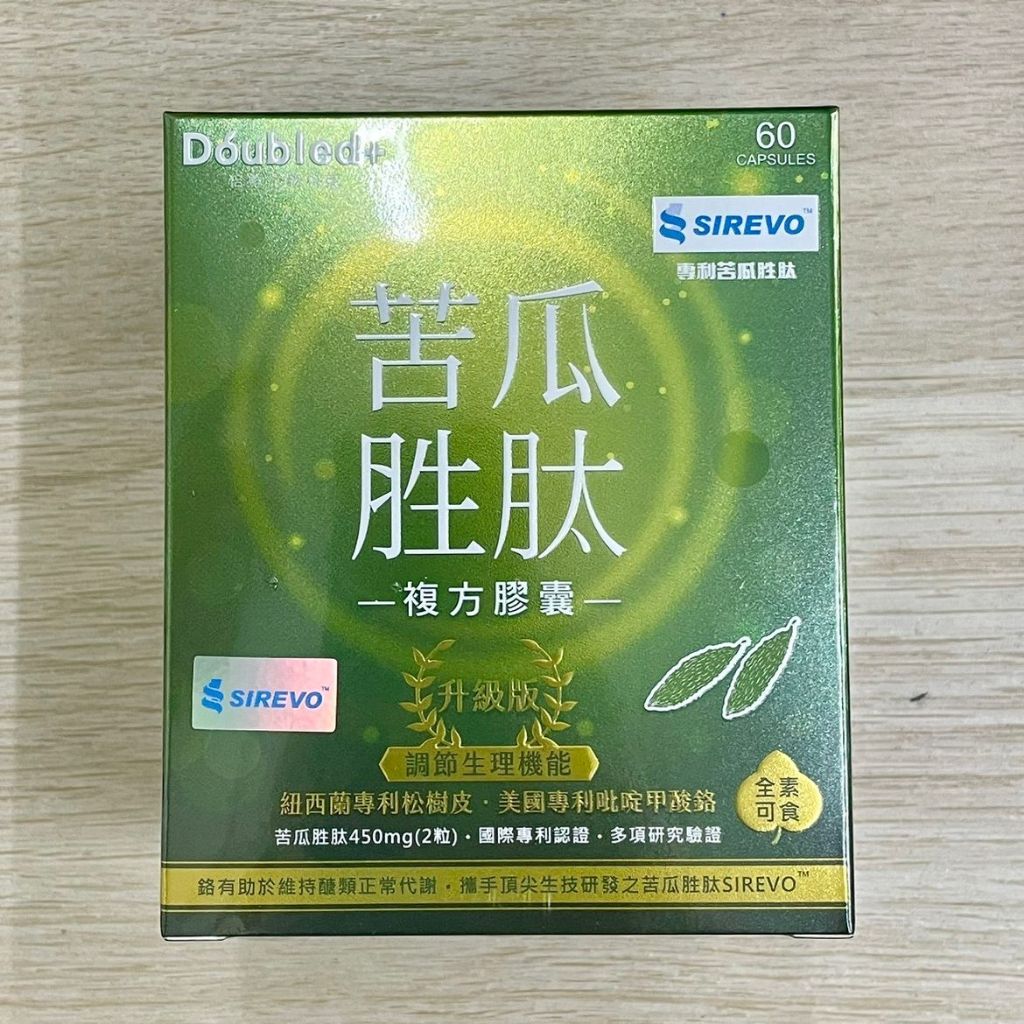 Doubled+
60
CAPSULES
SIREVO™
專利苦瓜胜肽
苦瓜
胜肽
—複方膠囊—
SIREVO™
升級版
調節生理機能
紐西蘭專利松樹皮·美國專利吡啶甲酸鉻
全素
可食
苦瓜胜肽450mg(2粒)·國際專利認證·多項研究驗證
鉻有助於維持醣類正常代謝·攜手頂尖生技研發之苦瓜胜肽SIREVO™